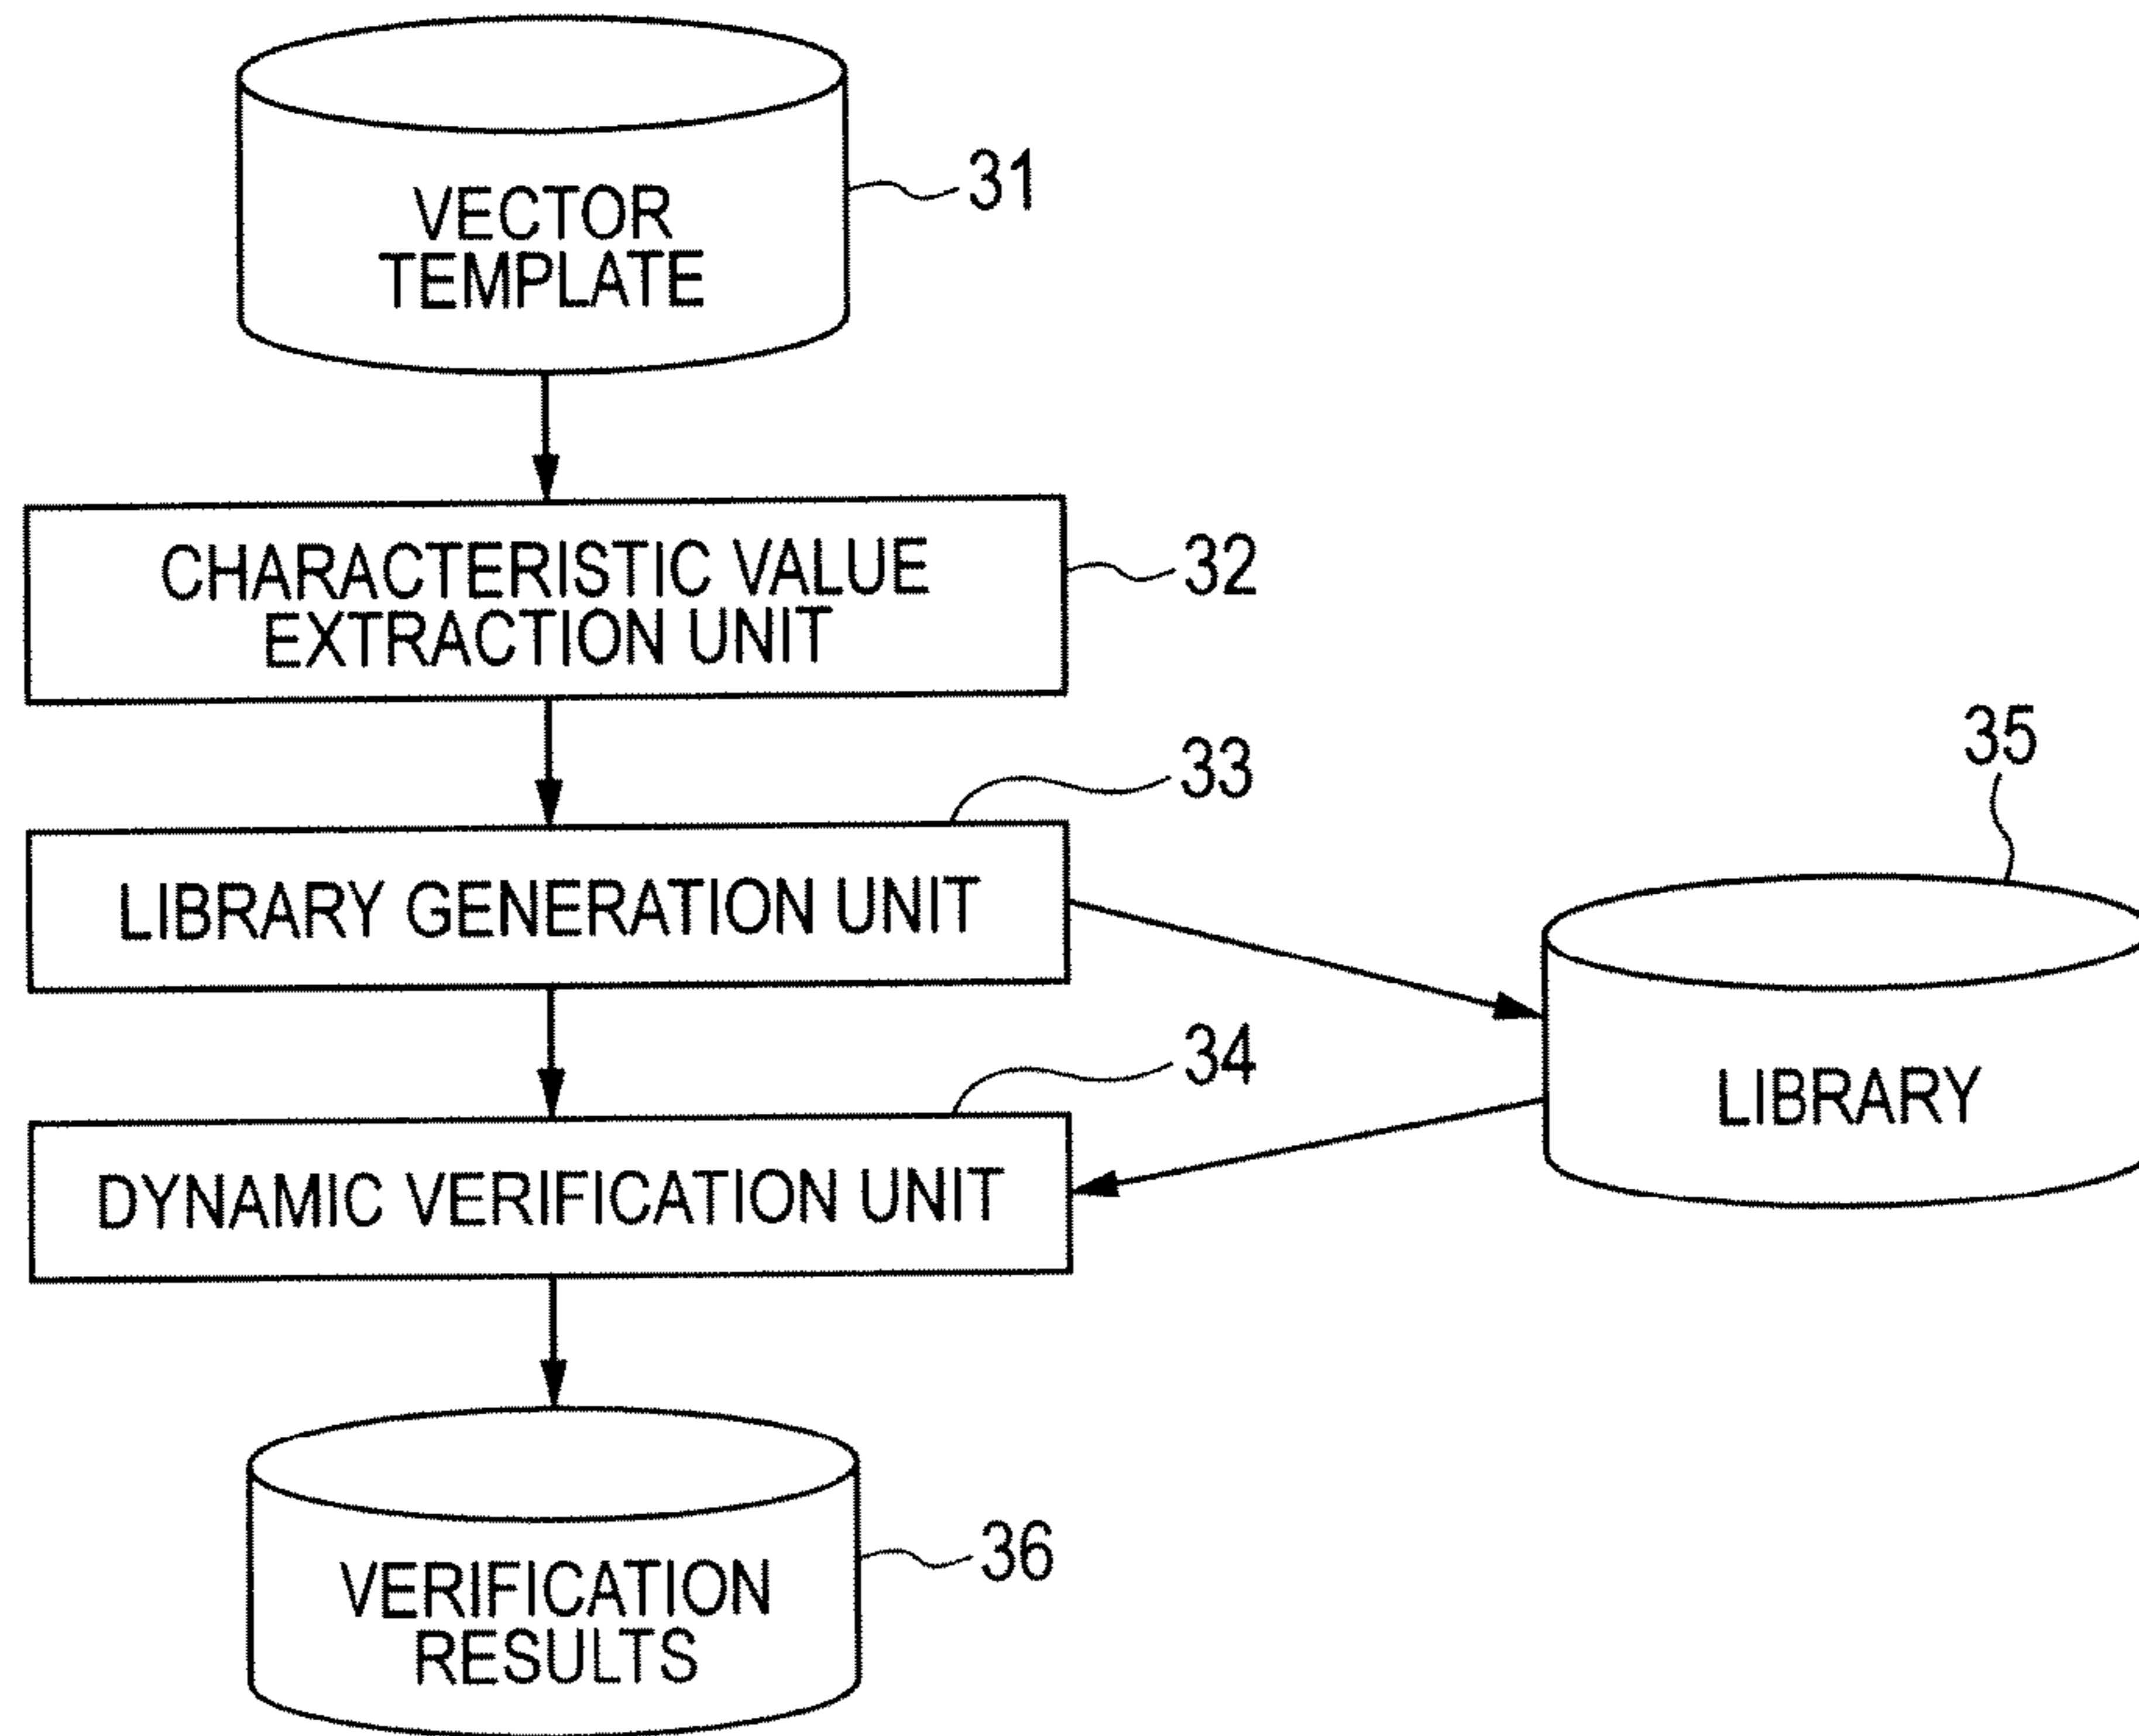 VECTOR
TEMPLATE
31
CHARACTERISTIC VALUE
EXTRACTION UNIT
32
33
LIBRARY GENERATION UNIT
35
LIBRARY
34
DYNAMIC VERIFICATION UNIT
VERIFICATION
RESULTS
36